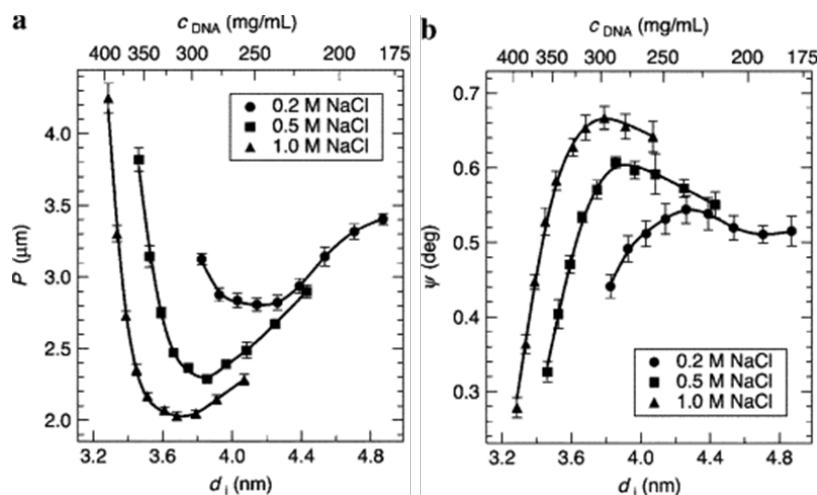 a
c DNA (mg/mL)
400 350 300 250 200 175
0.2 M NaCl
0.5 M NaCl
1.0 M NaCl
P (μm)
4.0
3.5
3.0
2.5
2.0
3.2 3.6 4.0 4.4 4.8
d i (nm)
b
c DNA (mg/mL)
400 350 300 250 200 175
ψ (deg)
0.7
0.6
0.5
0.4
0.3
0.2 M NaCl
0.5 M NaCl
1.0 M NaCl
3.2 3.6 4.0 4.4 4.8
d i (nm)